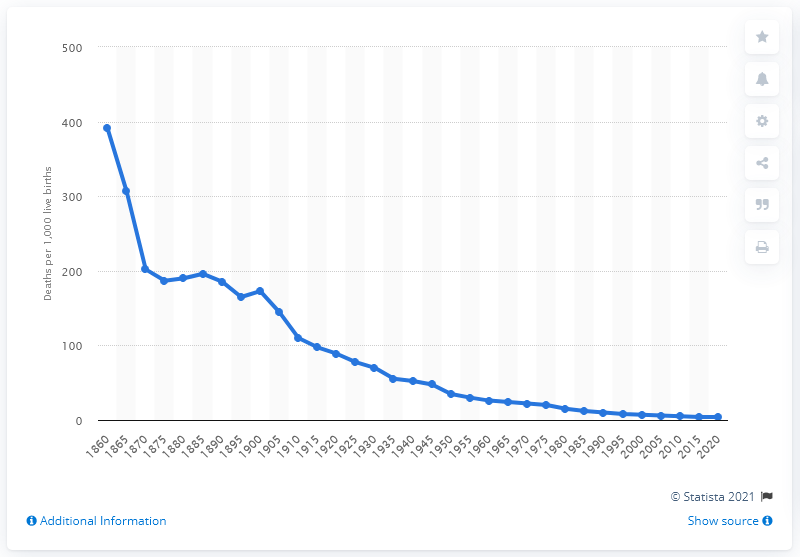 500
400
300
200
100
0
Deaths per 1,000 live births
1860 1865 1870 1875 1880 1885 1890 1895 1900 1905 1910 1915 1920 1925 1930 1935 1940 1945 1950 1955 1960 1965 1970 1975 1980 1985 1990 1995 2000 2005 2010 2015 2020
© Statista 2021
Additional Information
Show source